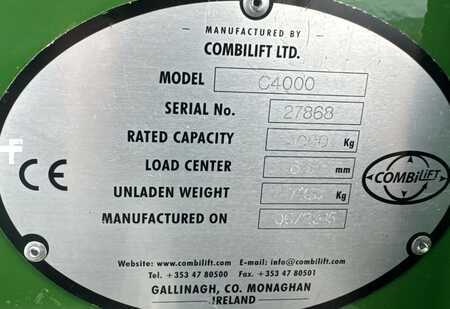 MANUFACTURED BY
COMBILIFT LTD.
MODEL C4000
SERIAL No. 27868
RATED CAPACITY Kg
LOAD CENTER mm
UNLADEN WEIGHT Kg
MANUFACTURED ON
CE
COMBiLiFT
Website: www.combilift.com E-mail: info@combilift.com
Tel. + 353 47 80500 Fax. + 353 47 80501
GALLINAGH, CO. MONAGHAN
IRELAND